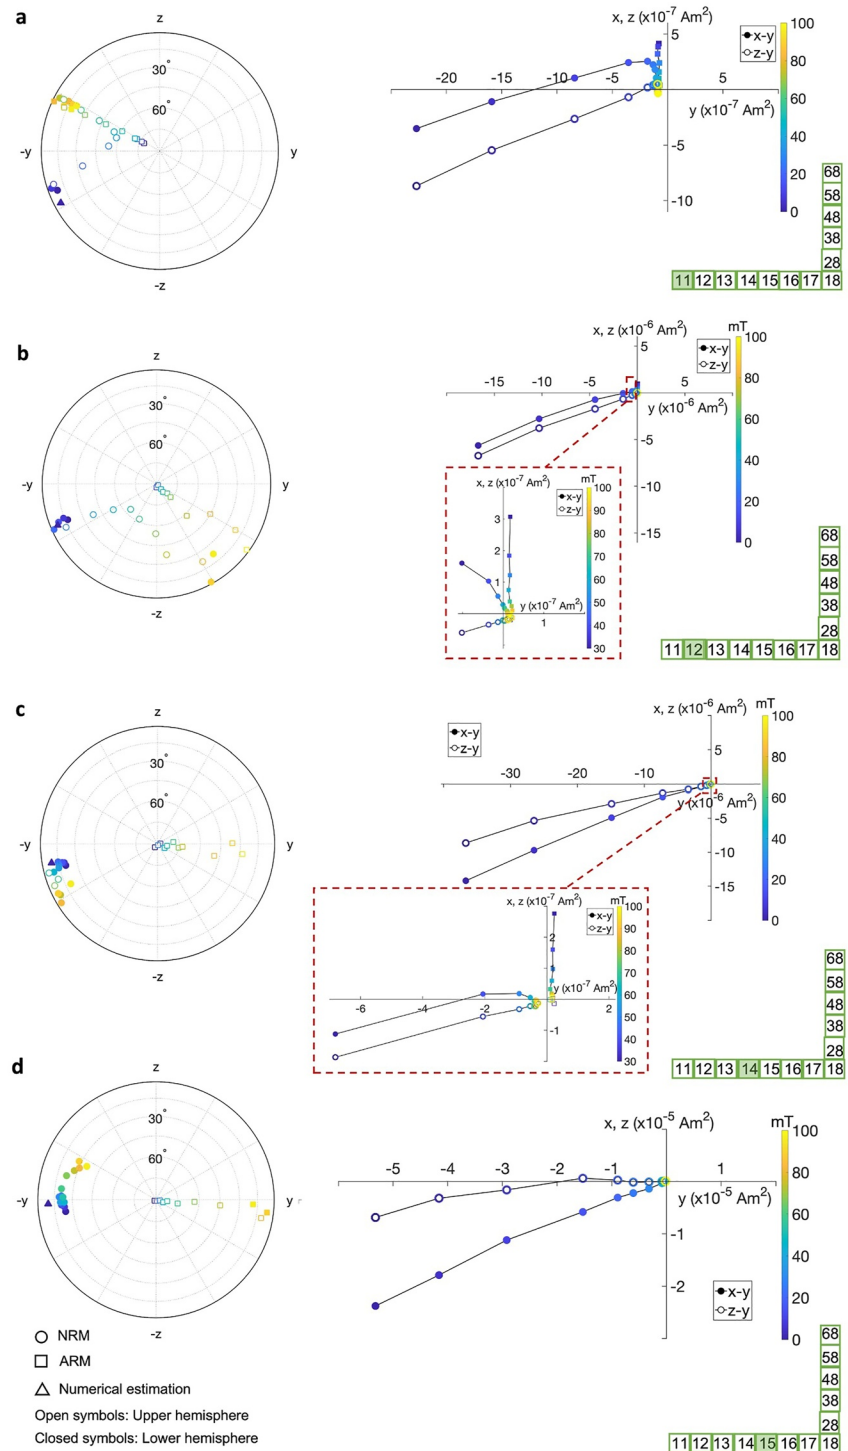 a
z
30°
60°
-y
y
-z
x, z (x10-7 Am2)
5
-20 -15 -10 -5 5
y (x10-7 Am2)
-5
-10
x-y
z-y
100
80
60
40
20
0
68
58
48
38
28
11 12 13 14 15 16 17 18
b
z
30°
60°
-y
y
-z
x, z (x10-6 Am2)
5
-15 -10 -5 5
y (x10-6 Am2)
-5
-10
-15
x-y
z-y
mT
100
80
60
40
20
0
x, z (x10-7 Am2)
3
2
1
y (x10-7 Am2)
1
x-y
z-y
mT
100
90
80
70
60
50
40
30
68
58
48
38
28
11 12 13 14 15 16 17 18
c
z
30°
60°
-y
y
-z
x-y
z-y
x, z (x10-6 Am2)
5
-30 -20 -10
y (x10-6 Am2)
-5
-10
-15
mT
100
80
60
40
20
0
x, z (x10-7 Am2)
2
1
y (x10-7 Am2)
-6 -4 -2 2
-1
x-y
z-y
mT
100
90
80
70
60
50
40
30
68
58
48
38
28
11 12 13 14 15 16 17 18
d
z
30°
60°
-y
y
-z
x, z (x10-5 Am2)
-5 -4 -3 -2 -1 1
y (x10-5 Am2)
-1
-2
x-y
z-y
mT
100
80
60
40
20
0
68
58
48
38
28
11 12 13 14 15 16 17 18
NRM
ARM
Numerical estimation
Open symbols: Upper hemisphere
Closed symbols: Lower hemisphere